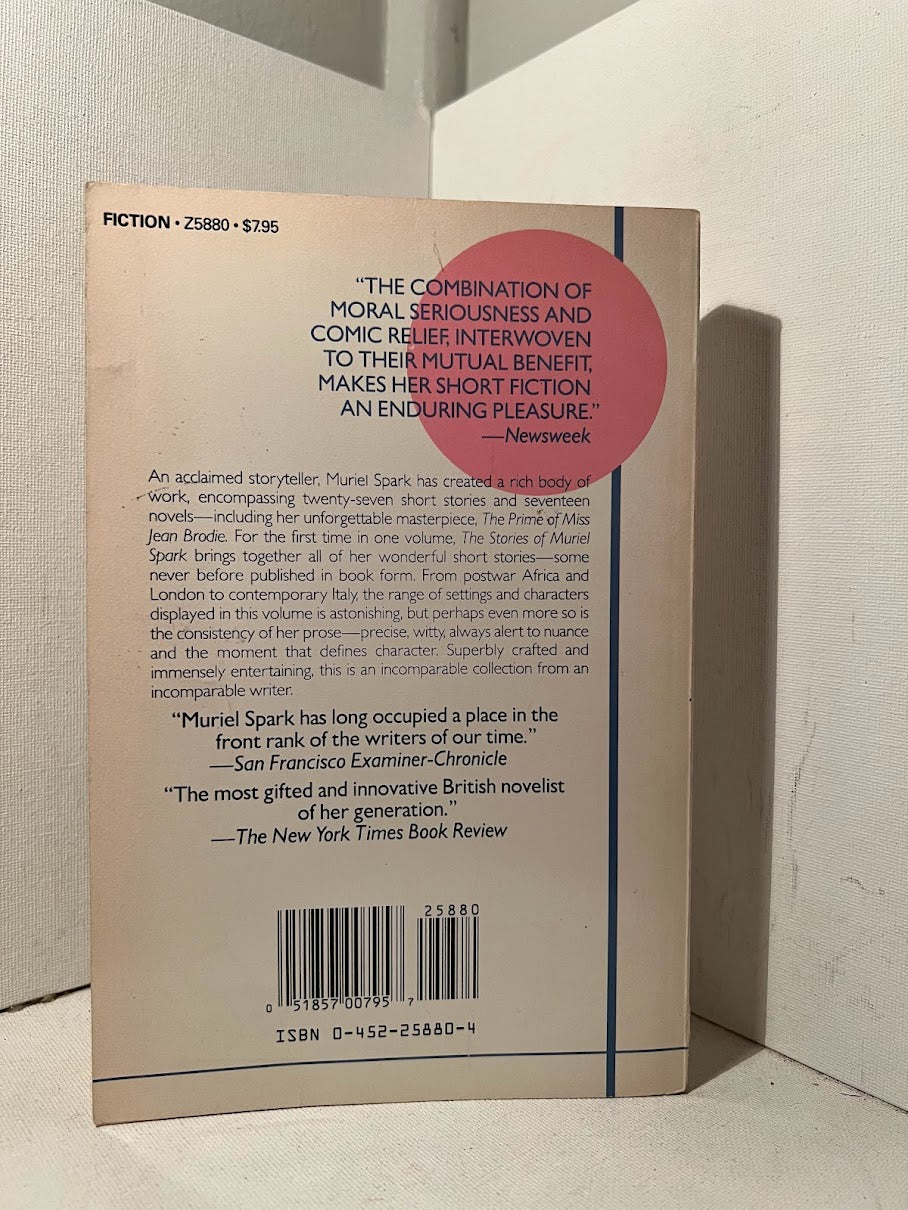 FICTION • Z5880 • $7.95
“THE COMBINATION OF
MORAL SERIOUSNESS AND
COMIC RELIEF, INTERWOVEN
TO THEIR MUTUAL BENEFIT,
MAKES HER SHORT FICTION
AN ENDURING PLEASURE.”
—Newsweek
An acclaimed storyteller, Muriel Spark has created a rich body of
work, encompassing twenty-seven short stories and seventeen
novels—including her unforgettable masterpiece, The Prime of Miss
Jean Brodie. For the first time in one volume, The Stories of Muriel
Spark brings together all of her wonderful short stories—some
never before published in book form. From postwar Africa and
London to contemporary Italy, the range of settings and characters
displayed in this volume is astonishing, but perhaps even more so is
the consistency of her prose—precise, witty, always alert to nuance
and the moment that defines character. Superbly crafted and
immensely entertaining, this is an incomparable collection from an
incomparable writer.
“Muriel Spark has long occupied a place in the
front rank of the writers of our time.”
—San Francisco Examiner-Chronicle
“The most gifted and innovative British novelist
of her generation.”
—The New York Times Book Review
25880
0 51857 00795 7
ISBN 0-452-25880-4